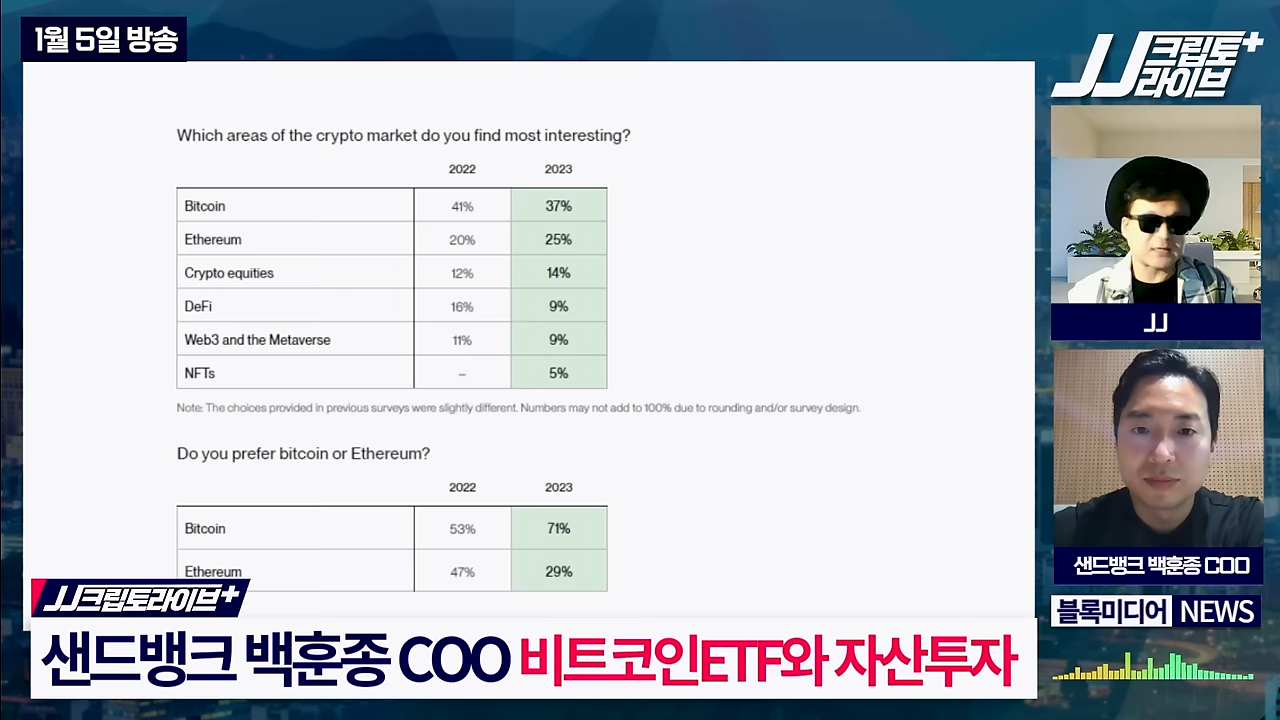 1월 5일 방송
JJ 크립토+
라이브
Which areas of the crypto market do you find most interesting?
2022 2023
Bitcoin 41% 37%
Ethereum 20% 25%
Crypto equities 12% 14%
DeFi 16% 9%
Web3 and the Metaverse 11% 9%
NFTs – 5%
Note: The choices provided in previous surveys were slightly different. Numbers may not add to 100% due to rounding and/or survey design.
Do you prefer bitcoin or Ethereum?
2022 2023
Bitcoin 53% 71%
Ethereum 47% 29%
JJ
샌드뱅크 백훈종 COO
블록미디어 NEWS
JJ크립토라이브+
샌드뱅크 백훈종 COO 비트코인ETF와 자산투자